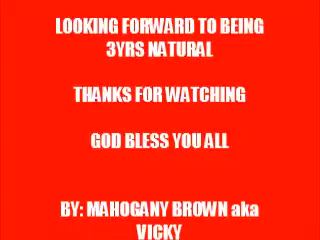 LOOKING FORWARD TO BEING
3YRS NATURAL
THANKS FOR WATCHING
GOD BLESS YOU ALL
BY: MAHOGANY BROWN aka
VICKY